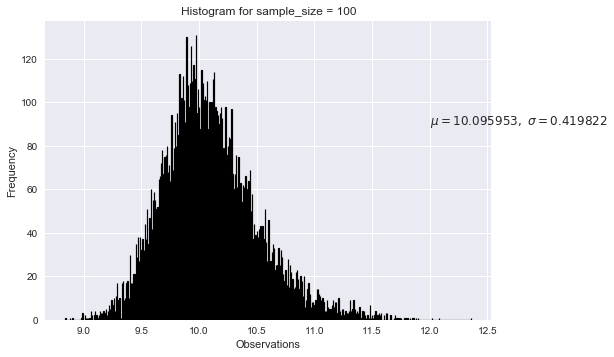 Histogram for sample_size = 100
120
100
80
60
40
20
0
Frequency
μ = 10.095953, σ = 0.419822
9.0 9.5 10.0 10.5 11.0 11.5 12.0 12.5
Observations